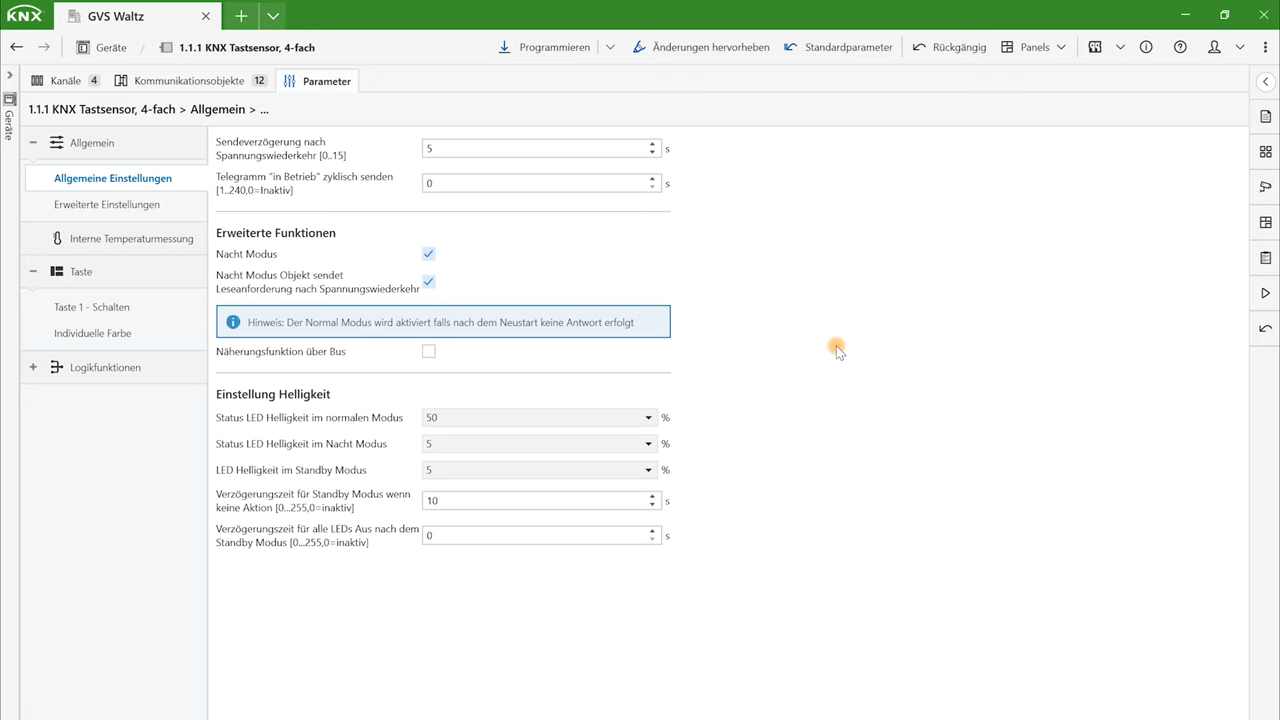 KNX
GVS Waltz
Geräte / 1.1.1 KNX Tastsensor, 4-fach
Programmieren
Änderungen hervorheben
Standardparameter
Rückgängig
Panels
Kanäle 4
Kommunikationsobjekte 12
Parameter
Geräte
1.1.1 KNX Tastsensor, 4-fach > Allgemein > ...
Allgemein
Allgemeine Einstellungen
Erweiterte Einstellungen
Interne Temperaturmessung
Taste
Taste 1 - Schalten
Individuelle Farbe
Logikfunktionen
Sendeverzögerung nach
Spannungswiederkehr [0..15]
5 s
Telegramm "in Betrieb" zyklisch senden
[1..240,0=Inaktiv]
0 s
Erweiterte Funktionen
Nacht Modus
Nacht Modus Objekt sendet
Leseanforderung nach Spannungswiederkehr
Hinweis: Der Normal Modus wird aktiviert falls nach dem Neustart keine Antwort erfolgt
Näherungsfunktion über Bus
Einstellung Helligkeit
Status LED Helligkeit im normalen Modus 50 %
Status LED Helligkeit im Nacht Modus 5 %
LED Helligkeit im Standby Modus 5 %
Verzögerungszeit für Standby Modus wenn
keine Aktion [0...255,0=inaktiv]
10 s
Verzögerungszeit für alle LEDs Aus nach dem
Standby Modus [0...255,0=inaktiv]
0 s